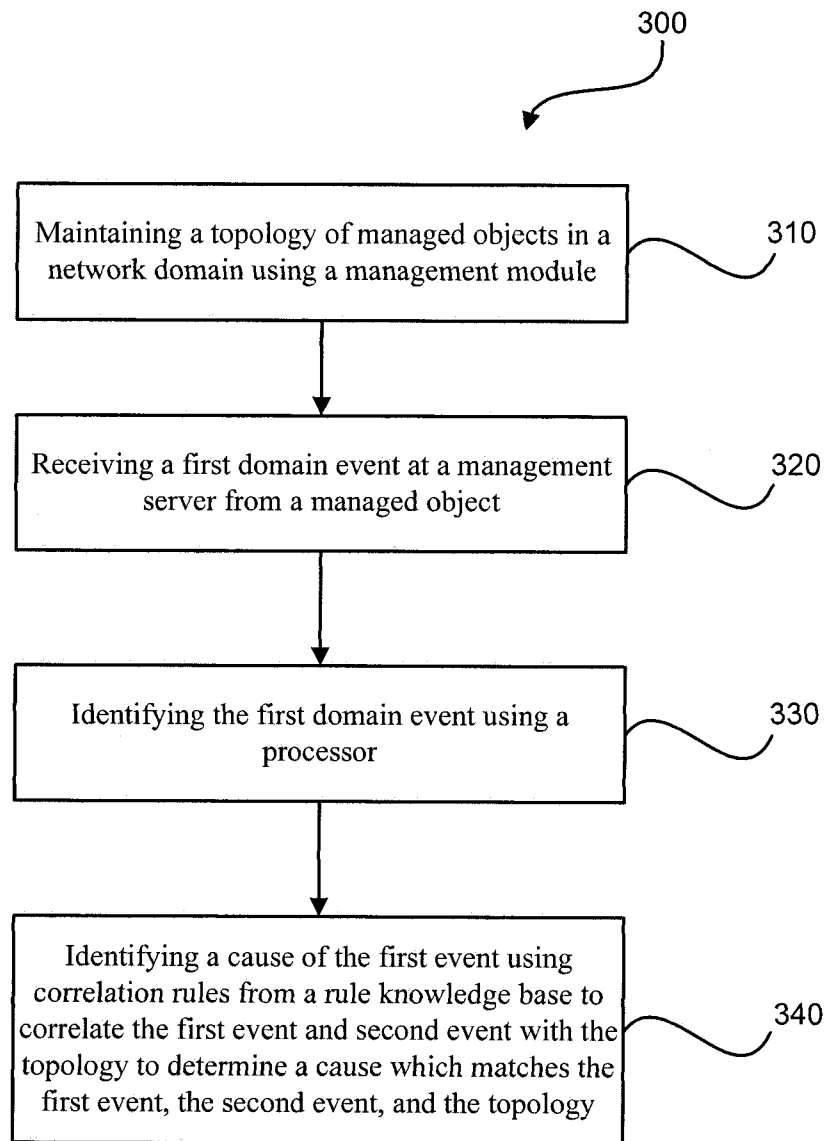 300
Maintaining a topology of managed objects in a
network domain using a management module
310
Receiving a first domain event at a management
server from a managed object
320
Identifying the first domain event using a
processor
330
Identifying a cause of the first event using
correlation rules from a rule knowledge base to
correlate the first event and second event with the
topology to determine a cause which matches the
first event, the second event, and the topology
340